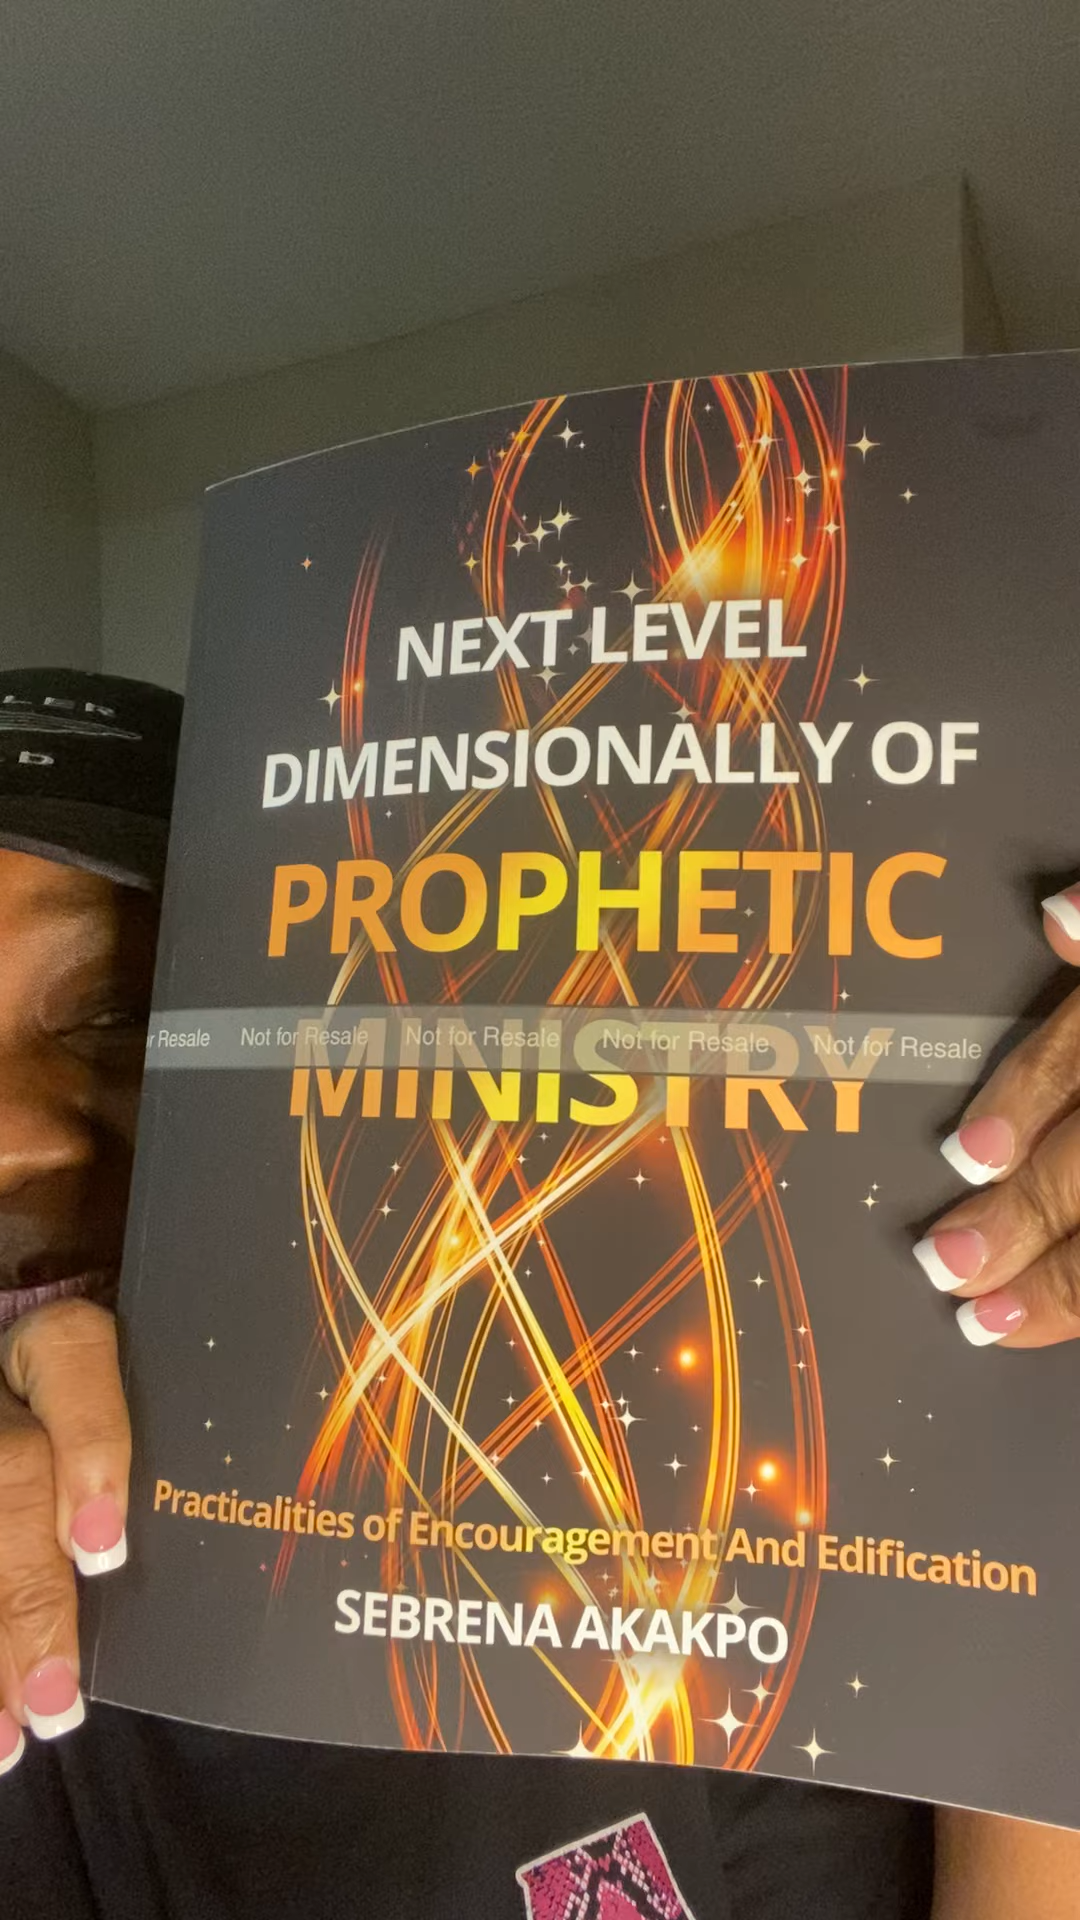 NEXT LEVEL
DIMENSIONALLY OF
PROPHETIC
Resale Not for Resale Not for Resale Not for Resale Not for Resale
MINISTRY
Practicalities of Encouragement And Edification
SEBRENA AKAKPO